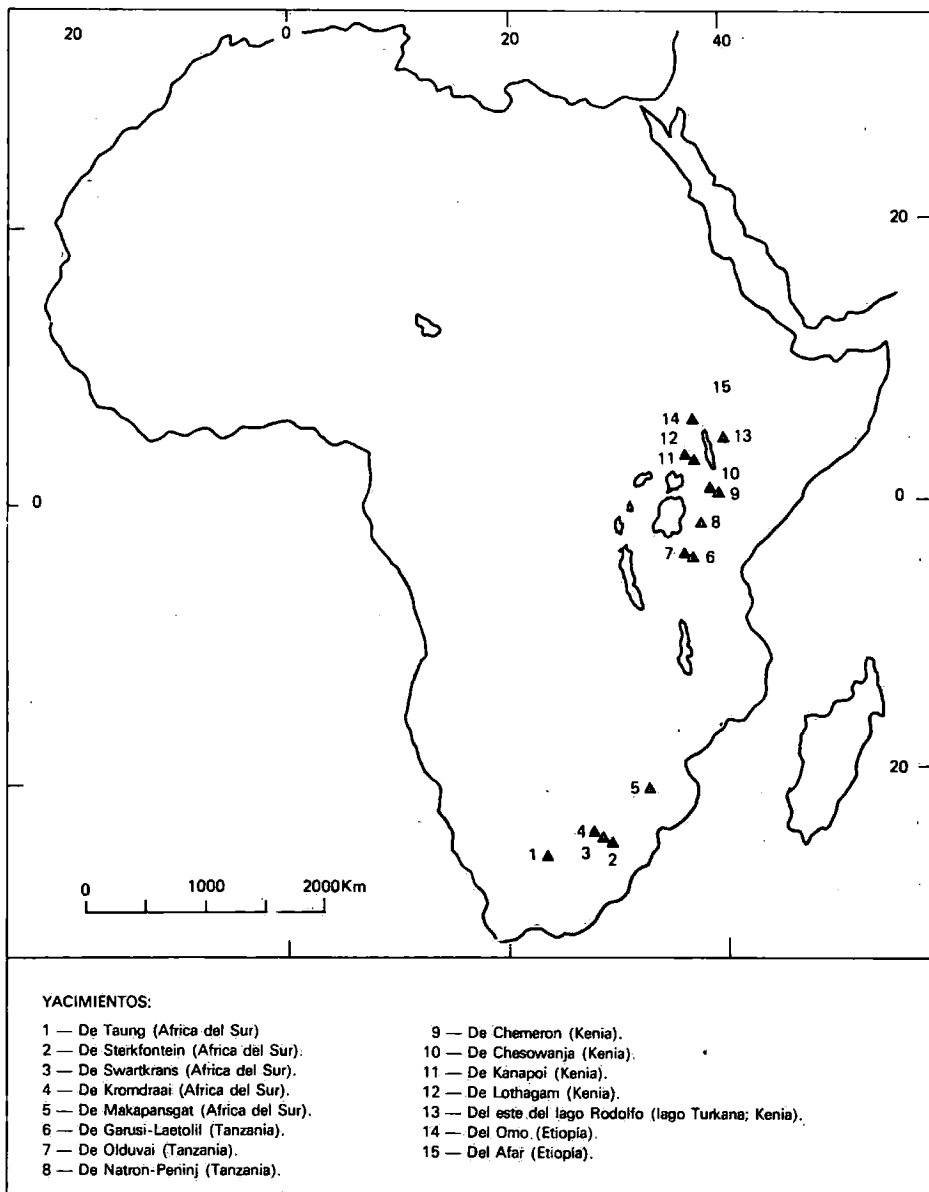 20 0 20 40
20
15
14 13
12
11 10
9 0
0
8
7 6
20
5
4
1 3 2
0 1000 2000Km
YACIMIENTOS:
1 — De Taung (Africa del Sur)
2 — De Sterkfontein (Africa del Sur).
3 — De Swartkrans (Africa del Sur).
4 — De Kromdraai (Africa del Sur).
5 — De Makapansgat (Africa del Sur).
6 — De Garusi-Laetolil (Tanzania).
7 — De Olduvai (Tanzania).
8 — De Natron-Peninj (Tanzania).
9 — De Chemeron (Kenia).
10 — De Chesowanja (Kenia).
11 — De Kanapoi (Kenia).
12 — De Lothagam (Kenia).
13 — Del este del lago Rodolfo (lago Turkana; Kenia).
14 — Del Omo (Etiopía).
15 — Del Afar (Etiopía).